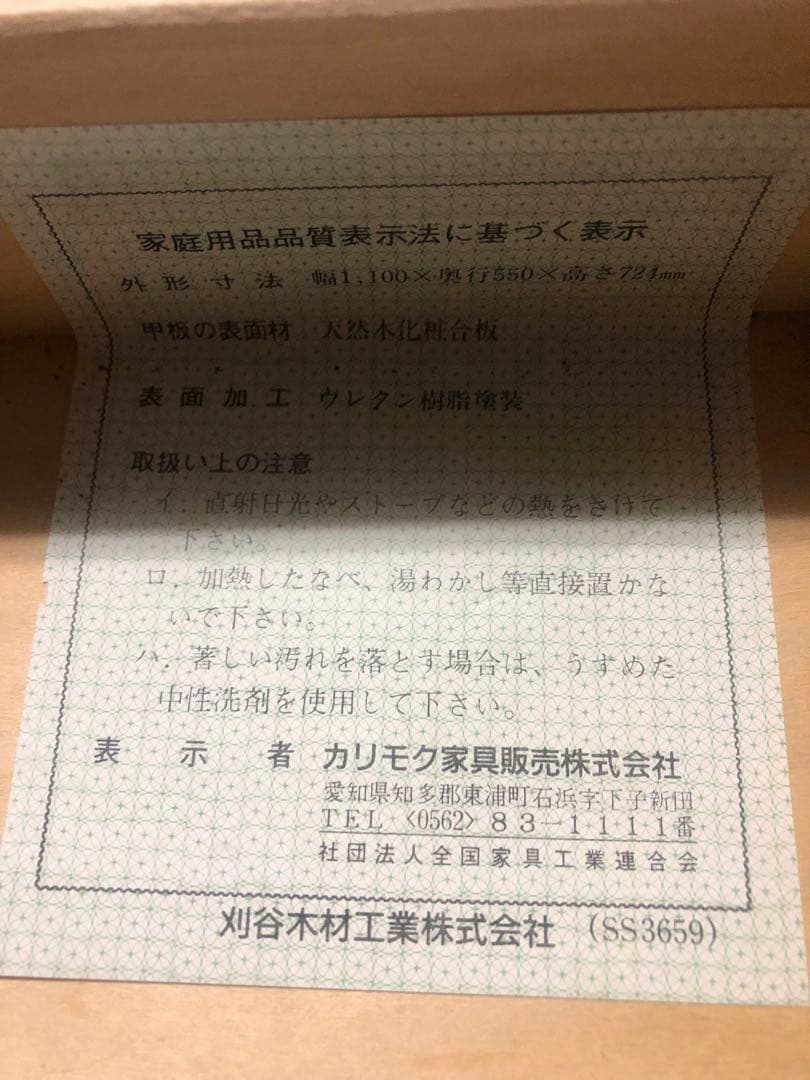 家庭用品品質表示法に基づく表示
外形寸法 幅1,100×奥行550×高さ724mm
甲板の表面材 天然木化粧合板
表面加工 ウレタン樹脂塗装
取扱い上の注意
イ. 直射日光やストーブなどの熱をさけて
下さい。
ロ. 加熱したなべ、湯わかし等直接置かな
いで下さい。
ハ. 著しい汚れを落とす場合は、うすめた
中性洗剤を使用して下さい。
表示者 カリモク家具販売株式会社
愛知県知多郡東浦町石浜字下子新田
TEL〈0562〉83-1111番
社団法人全国家具工業連合会
刈谷木材工業株式会社 (SS3659)